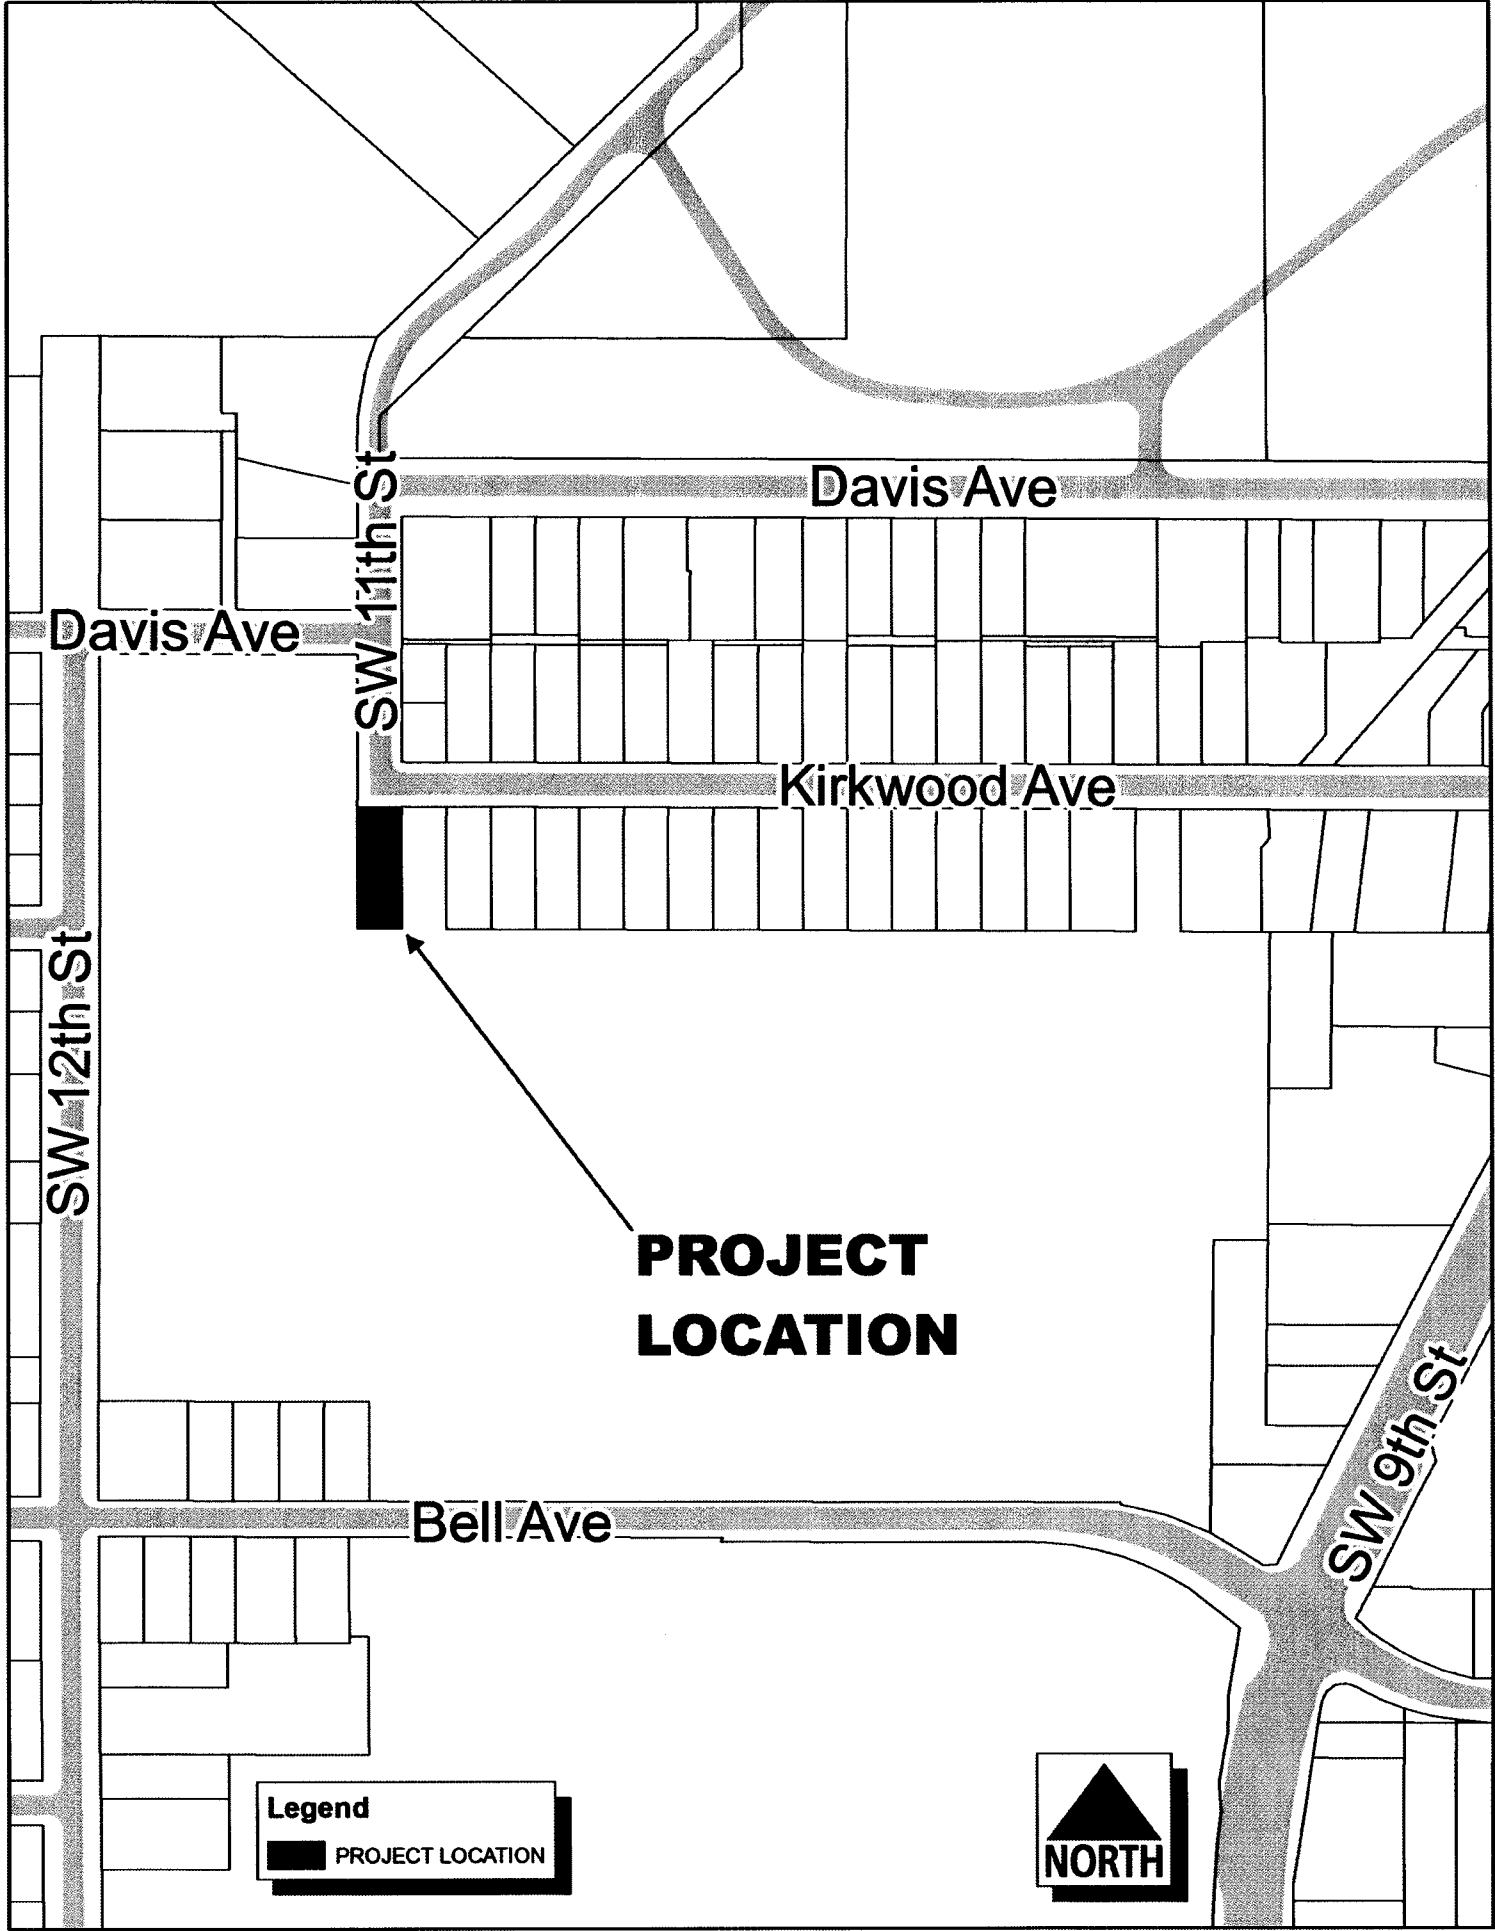 Davis Ave
SW 11th St
Davis Ave
Kirkwood Ave
SW 12th St
PROJECT
LOCATION
SW 9th St
Bell Ave
Legend
PROJECT LOCATION
NORTH